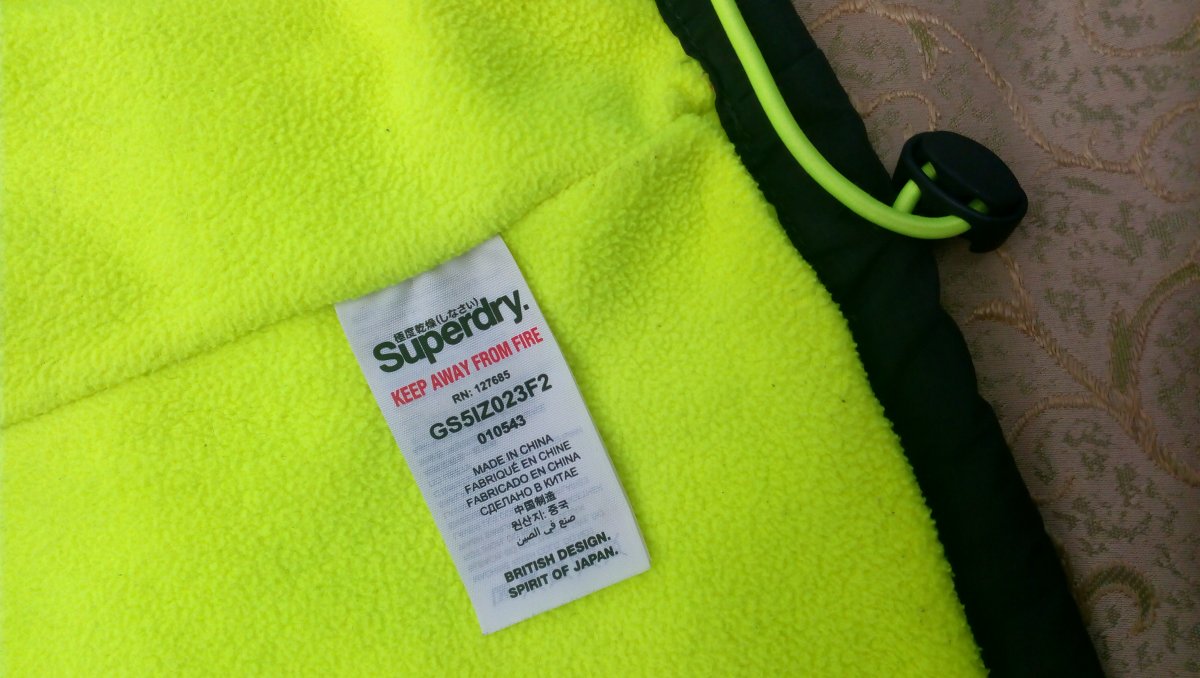 極度乾燥(しなさい)
Superdry.
KEEP AWAY FROM FIRE
RN: 127685
GS5IZ023F2
010543
MADE IN CHINA
FABRIQUÉ EN CHINE
FABRICADO EN CHINA
СДЕЛАНО В КИТАЕ
中国制造
원산지: 중국
صنع في الصين
BRITISH DESIGN.
SPIRIT OF JAPAN.